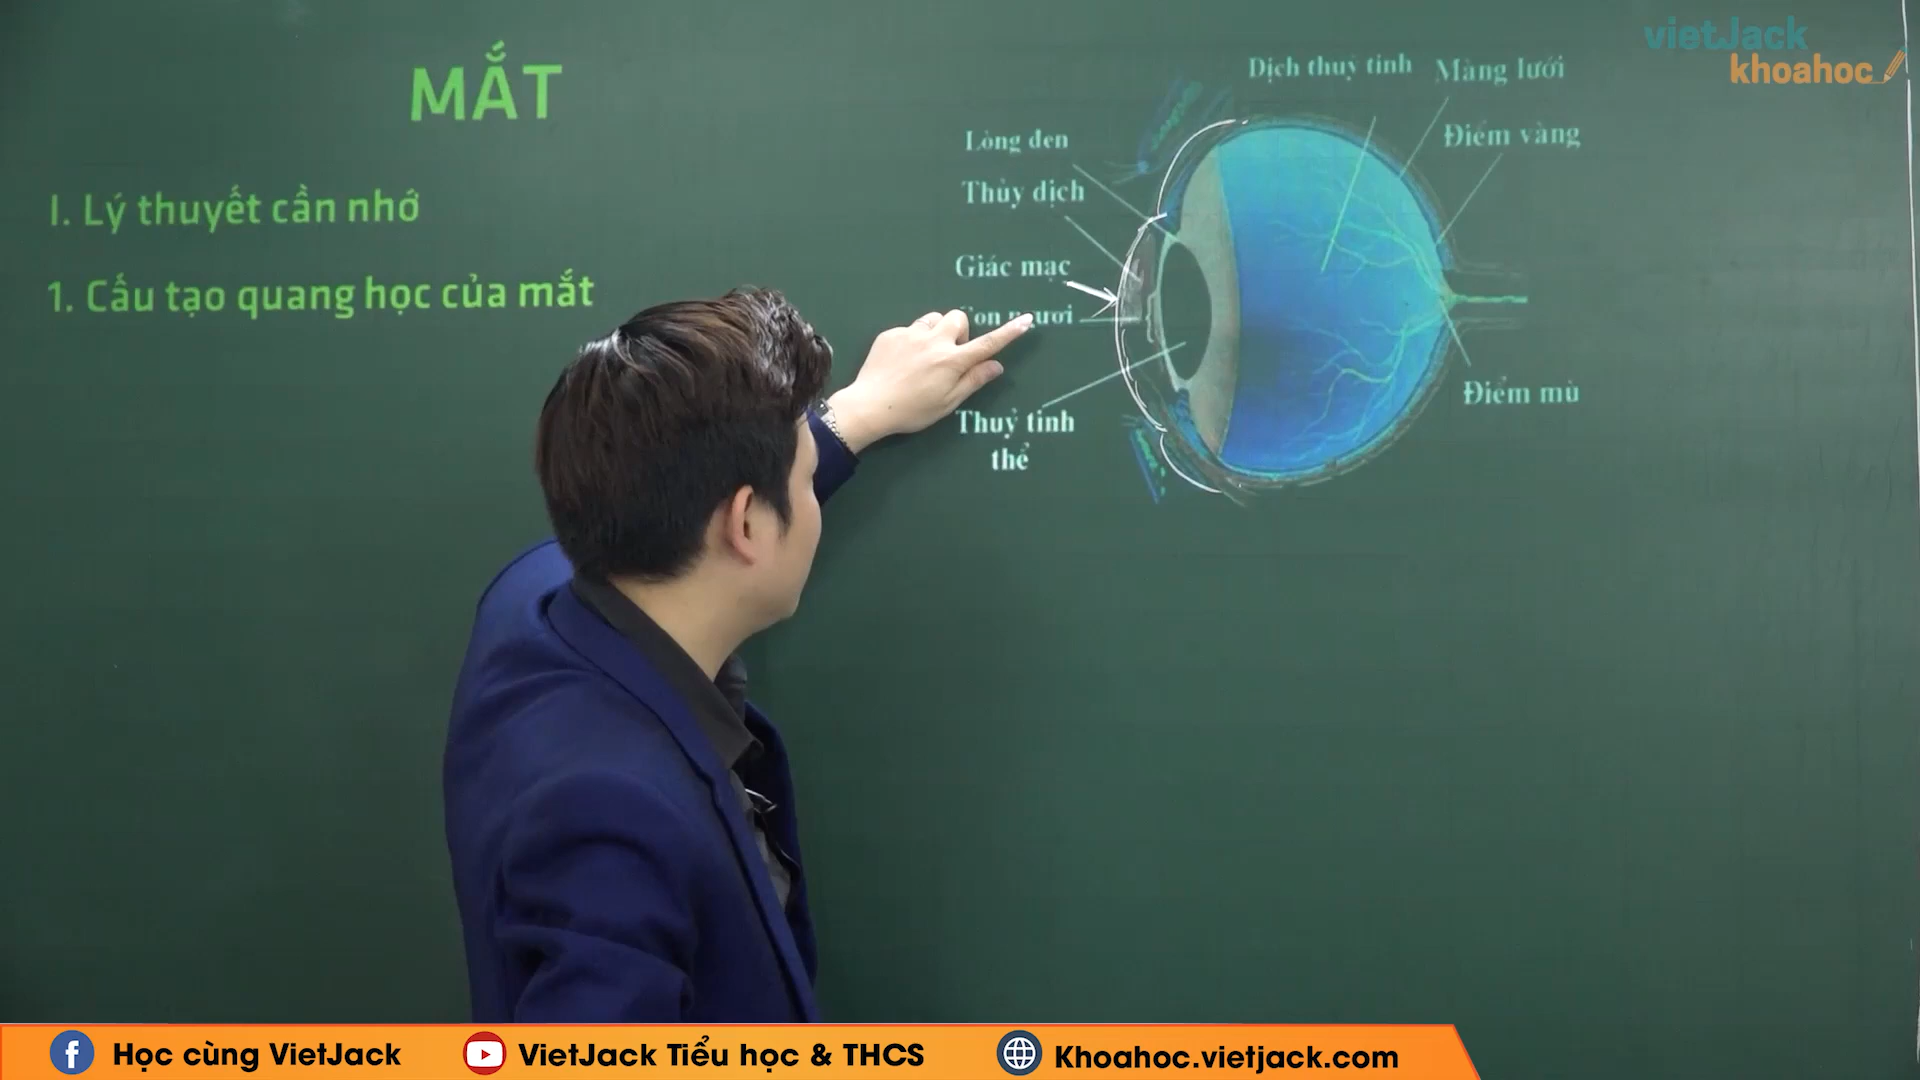 MẮT
vietJack
khoahoc
I. Lý thuyết cần nhớ
1. Cấu tạo quang học của mắt
Dịch thuỷ tinh
Màng lưới
Điểm vàng
Lòng đen
Thủy dịch
Giác mạc
Điểm mù
Thuỷ tinh
thể
Học cùng VietJack
VietJack Tiểu học & THCS
Khoahoc.vietjack.com